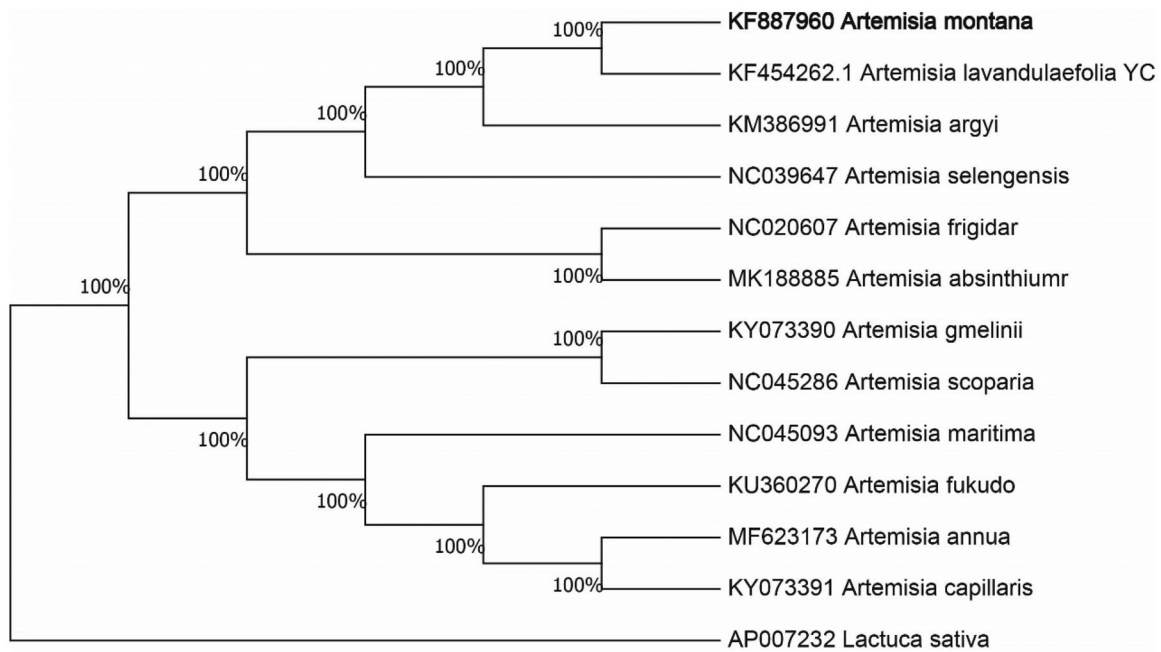 100%
KF887960 Artemisia montana
100%
KF454262.1 Artemisia lavandulaefolia YC
100%
KM386991 Artemisia argyi
100%
NC039647 Artemisia selengensis
NC020607 Artemisia frigidar
100%
MK188885 Artemisia absinthiumr
100%
KY073390 Artemisia gmelinii
100%
NC045286 Artemisia scoparia
100%
NC045093 Artemisia maritima
100%
KU360270 Artemisia fukudo
100%
MF623173 Artemisia annua
100%
KY073391 Artemisia capillaris
AP007232 Lactuca sativa